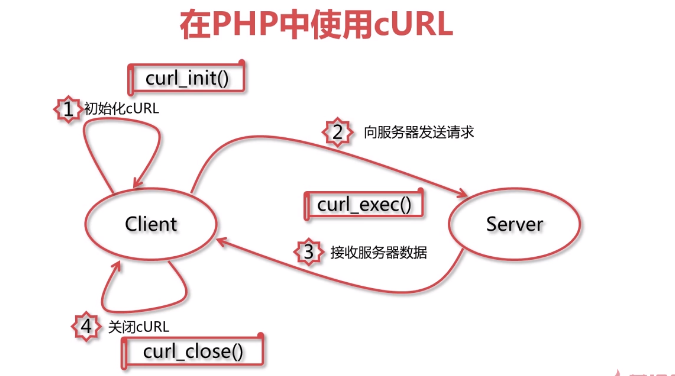 在PHP中使用cURL
curl_init()
1 初始化cURL
2 向服务器发送请求
curl_exec()
Client
Server
3 接收服务器数据
4 关闭cURL
curl_close()